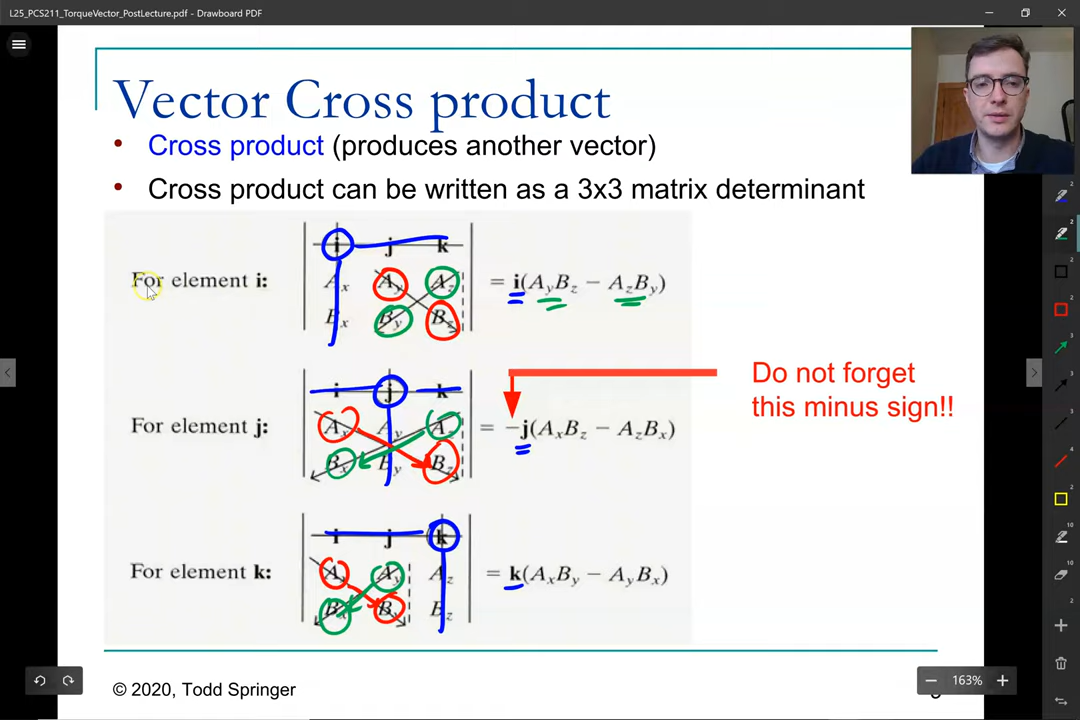 L25_PCS211_TorqueVector_PostLecture.pdf - Drawboard PDF
Vector Cross product
• Cross product (produces another vector)
• Cross product can be written as a 3x3 matrix determinant
For element i:
i j k
Ax Ay Az
Bx By Bz
= i(AyBz − AzBy)
For element j:
i j k
Ax Ay Az
Bx By Bz
= −j(AxBz − AzBx)
Do not forget
this minus sign!!
For element k:
i j k
Ax Ay Az
Bx By Bz
= k(AxBy − AyBx)
© 2020, Todd Springer
163%